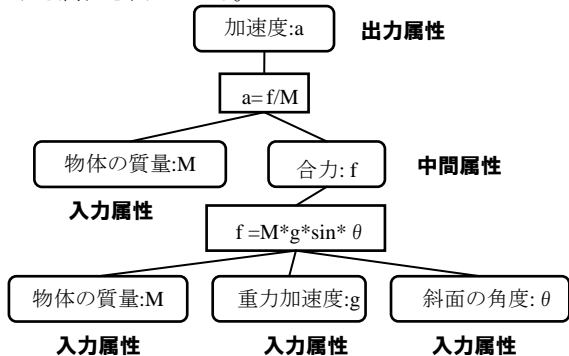 加速度:a
出力属性
a= f/M
物体の質量:M
合力: f
中間属性
入力属性
f =M*g*sin* θ
物体の質量:M
重力加速度:g
斜面の角度: θ
入力属性
入力属性
入力属性